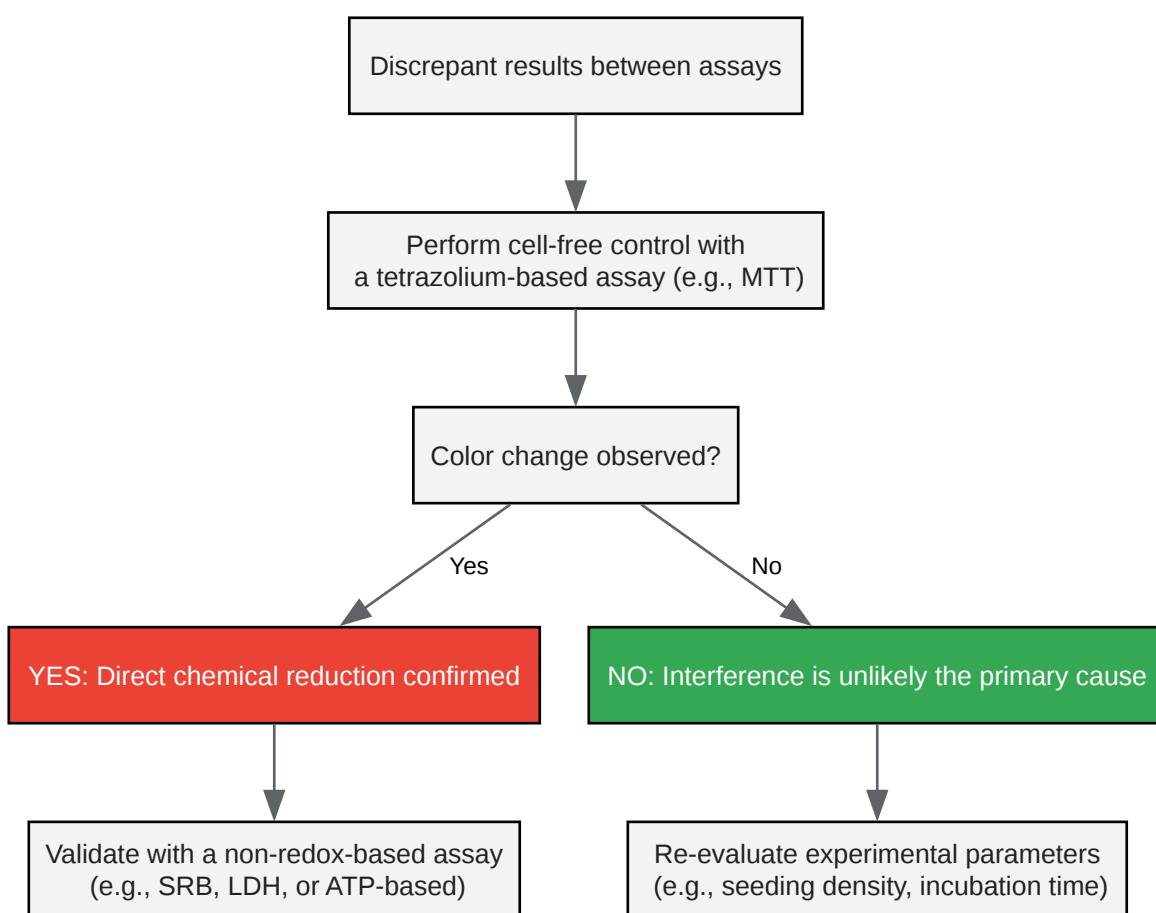 Discrepant results between assays
Perform cell-free control with
a tetrazolium-based assay (e.g., MTT)
Color change observed?
Yes
No
YES: Direct chemical reduction confirmed
NO: Interference is unlikely the primary cause
Validate with a non-redox-based assay
(e.g., SRB, LDH, or ATP-based)
Re-evaluate experimental parameters
(e.g., seeding density, incubation time)